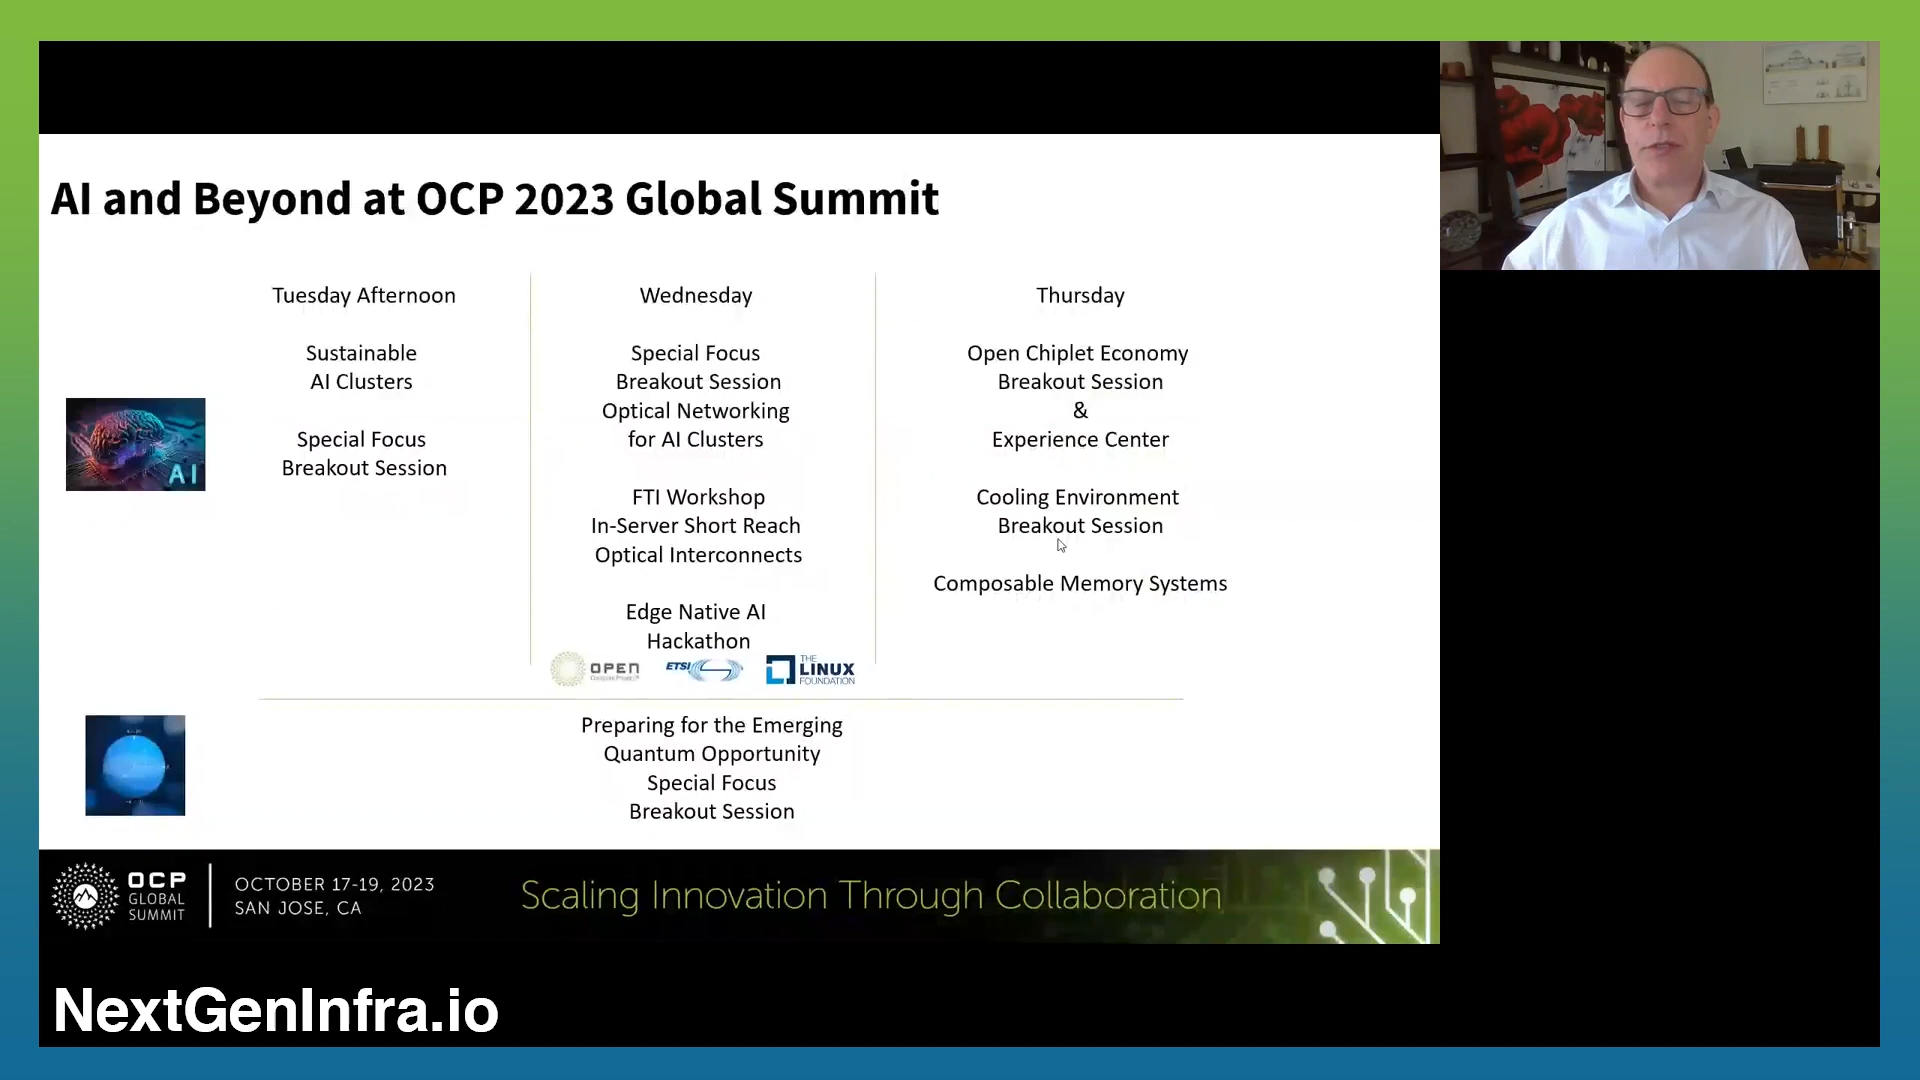 AI and Beyond at OCP 2023 Global Summit
Tuesday Afternoon
Sustainable
AI Clusters
Special Focus
Breakout Session
Wednesday
Special Focus
Breakout Session
Optical Networking
for AI Clusters
FTI Workshop
In-Server Short Reach
Optical Interconnects
Edge Native AI
Hackathon
OPEN
Compute Project
ETSI
THE
LINUX
FOUNDATION
Thursday
Open Chiplet Economy
Breakout Session
&
Experience Center
Cooling Environment
Breakout Session
Composable Memory Systems
AI
Preparing for the Emerging
Quantum Opportunity
Special Focus
Breakout Session
OCP
GLOBAL
SUMMIT
OCTOBER 17-19, 2023
SAN JOSE, CA
Scaling Innovation Through Collaboration
NextGenInfra.io